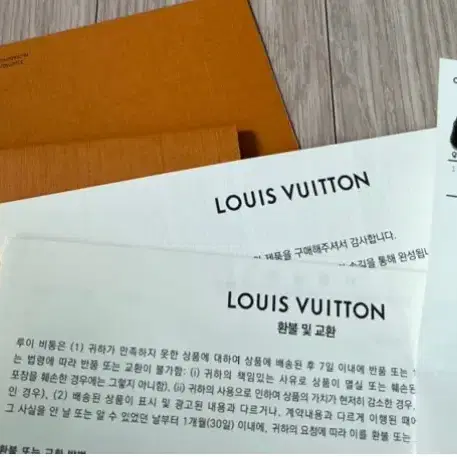 LOUIS VUITTON
제품을 구매해주셔서 감사합니다.
손길을 통해 완성됩니
LOUIS VUITTON
환불 및 교환
루이 비통은 (1) 귀하가 만족하지 못한 상품에 대하여 상품에 배송된 후 7일 이내에 반품 또는
는 법령에 따라 반품 또는 교환이 불가함: (i) 귀하의 책임있는 사유로 상품이 멸실 또는 훼손된
포장을 훼손한 경우에는 그렇지 아니함), (ii) 귀하의 사용으로 인하여 상품의 가치가 현저히 감소한 경우,
인 경우), (2) 배송된 상품이 표시 및 광고된 내용과 다르거나, 계약내용과 다르게 이행된 때에
그 사실을 안 날 또는 알 수 있었던 날부터 1개월(30일) 이내에, 귀하의 요청에 따라 이를 환불 또는